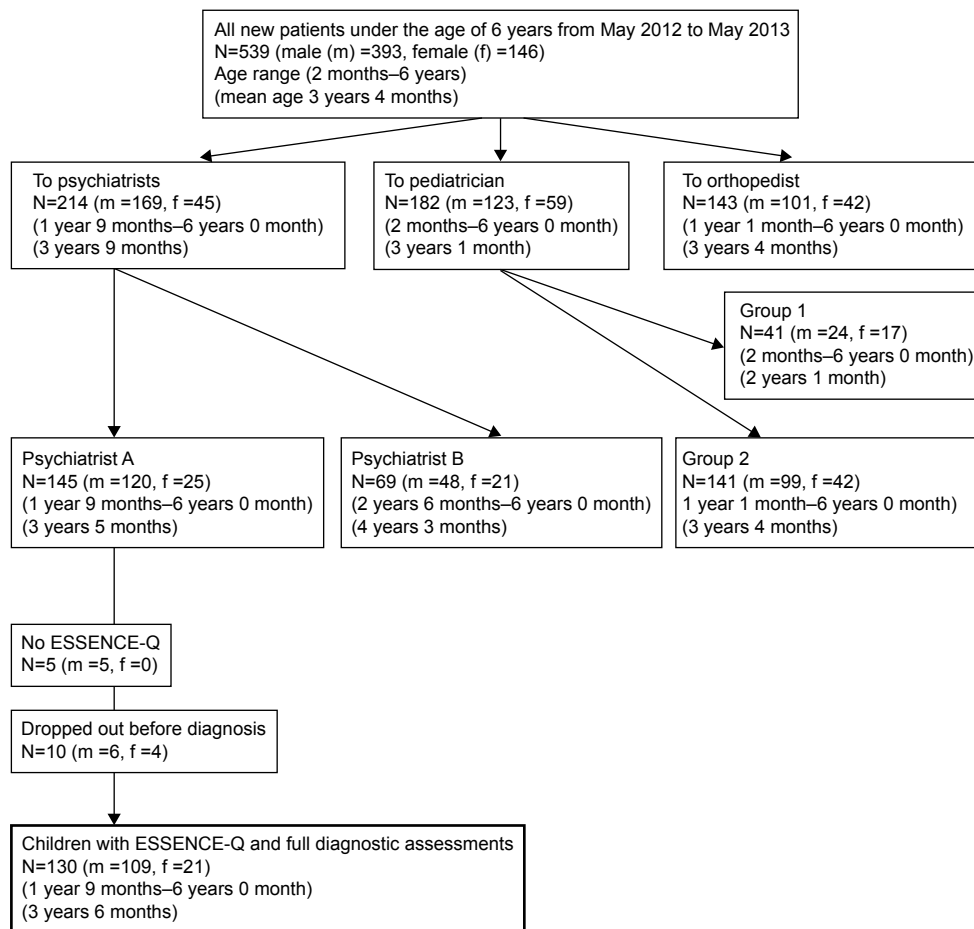 All new patients under the age of 6 years from May 2012 to May 2013
N=539 (male (m) =393, female (f) =146)
Age range (2 months–6 years)
(mean age 3 years 4 months)
To psychiatrists
N=214 (m =169, f =45)
(1 year 9 months–6 years 0 month)
(3 years 9 months)
To pediatrician
N=182 (m =123, f =59)
(2 months–6 years 0 month)
(3 years 1 month)
To orthopedist
N=143 (m =101, f =42)
(1 year 1 month–6 years 0 month)
(3 years 4 months)
Group 1
N=41 (m =24, f =17)
(2 months–6 years 0 month)
(2 years 1 month)
Psychiatrist A
N=145 (m =120, f =25)
(1 year 9 months–6 years 0 month)
(3 years 5 months)
Psychiatrist B
N=69 (m =48, f =21)
(2 years 6 months–6 years 0 month)
(4 years 3 months)
Group 2
N=141 (m =99, f =42)
1 year 1 month–6 years 0 month)
(3 years 4 months)
No ESSENCE-Q
N=5 (m =5, f =0)
Dropped out before diagnosis
N=10 (m =6, f =4)
Children with ESSENCE-Q and full diagnostic assessments
N=130 (m =109, f =21)
(1 year 9 months–6 years 0 month)
(3 years 6 months)